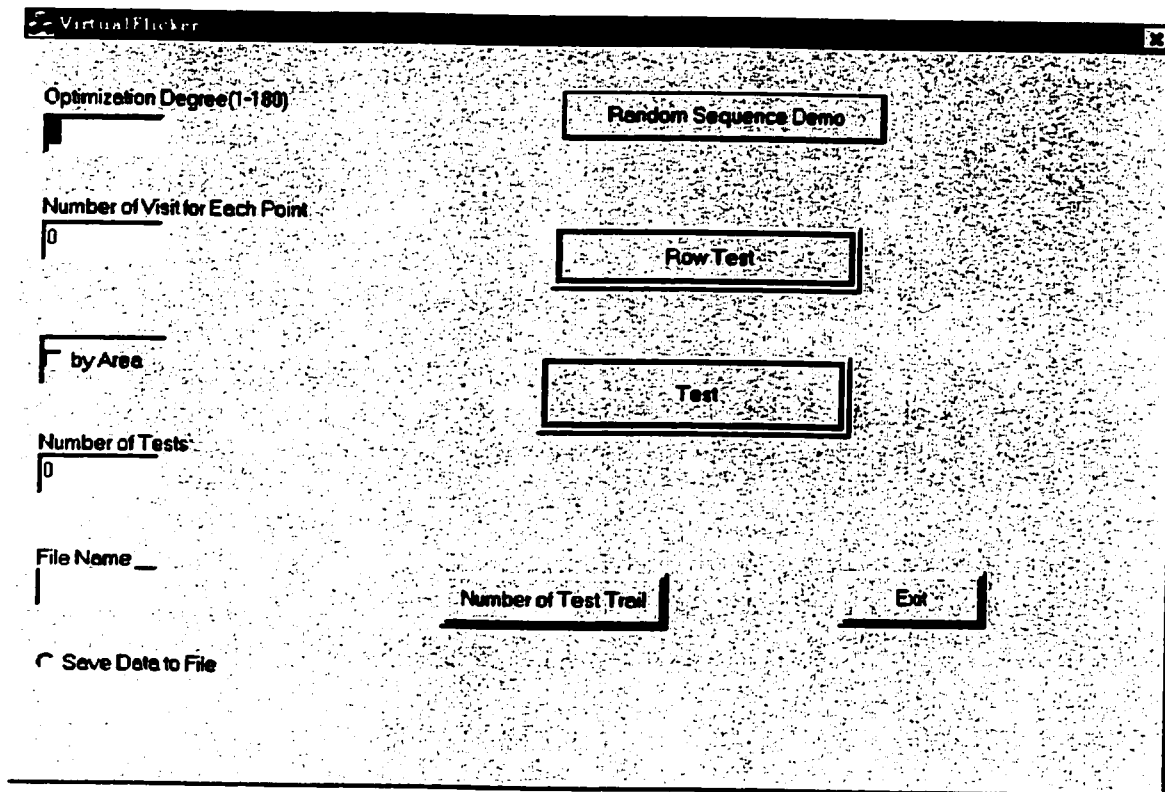 VirtualFlicker
Optimization Degree(1-180)
Random Sequence Demo
Number of Visit for Each Point
0
Row Test
by Area
Test
Number of Tests
0
File Name
Number of Test Trail
Exit
Save Data to File